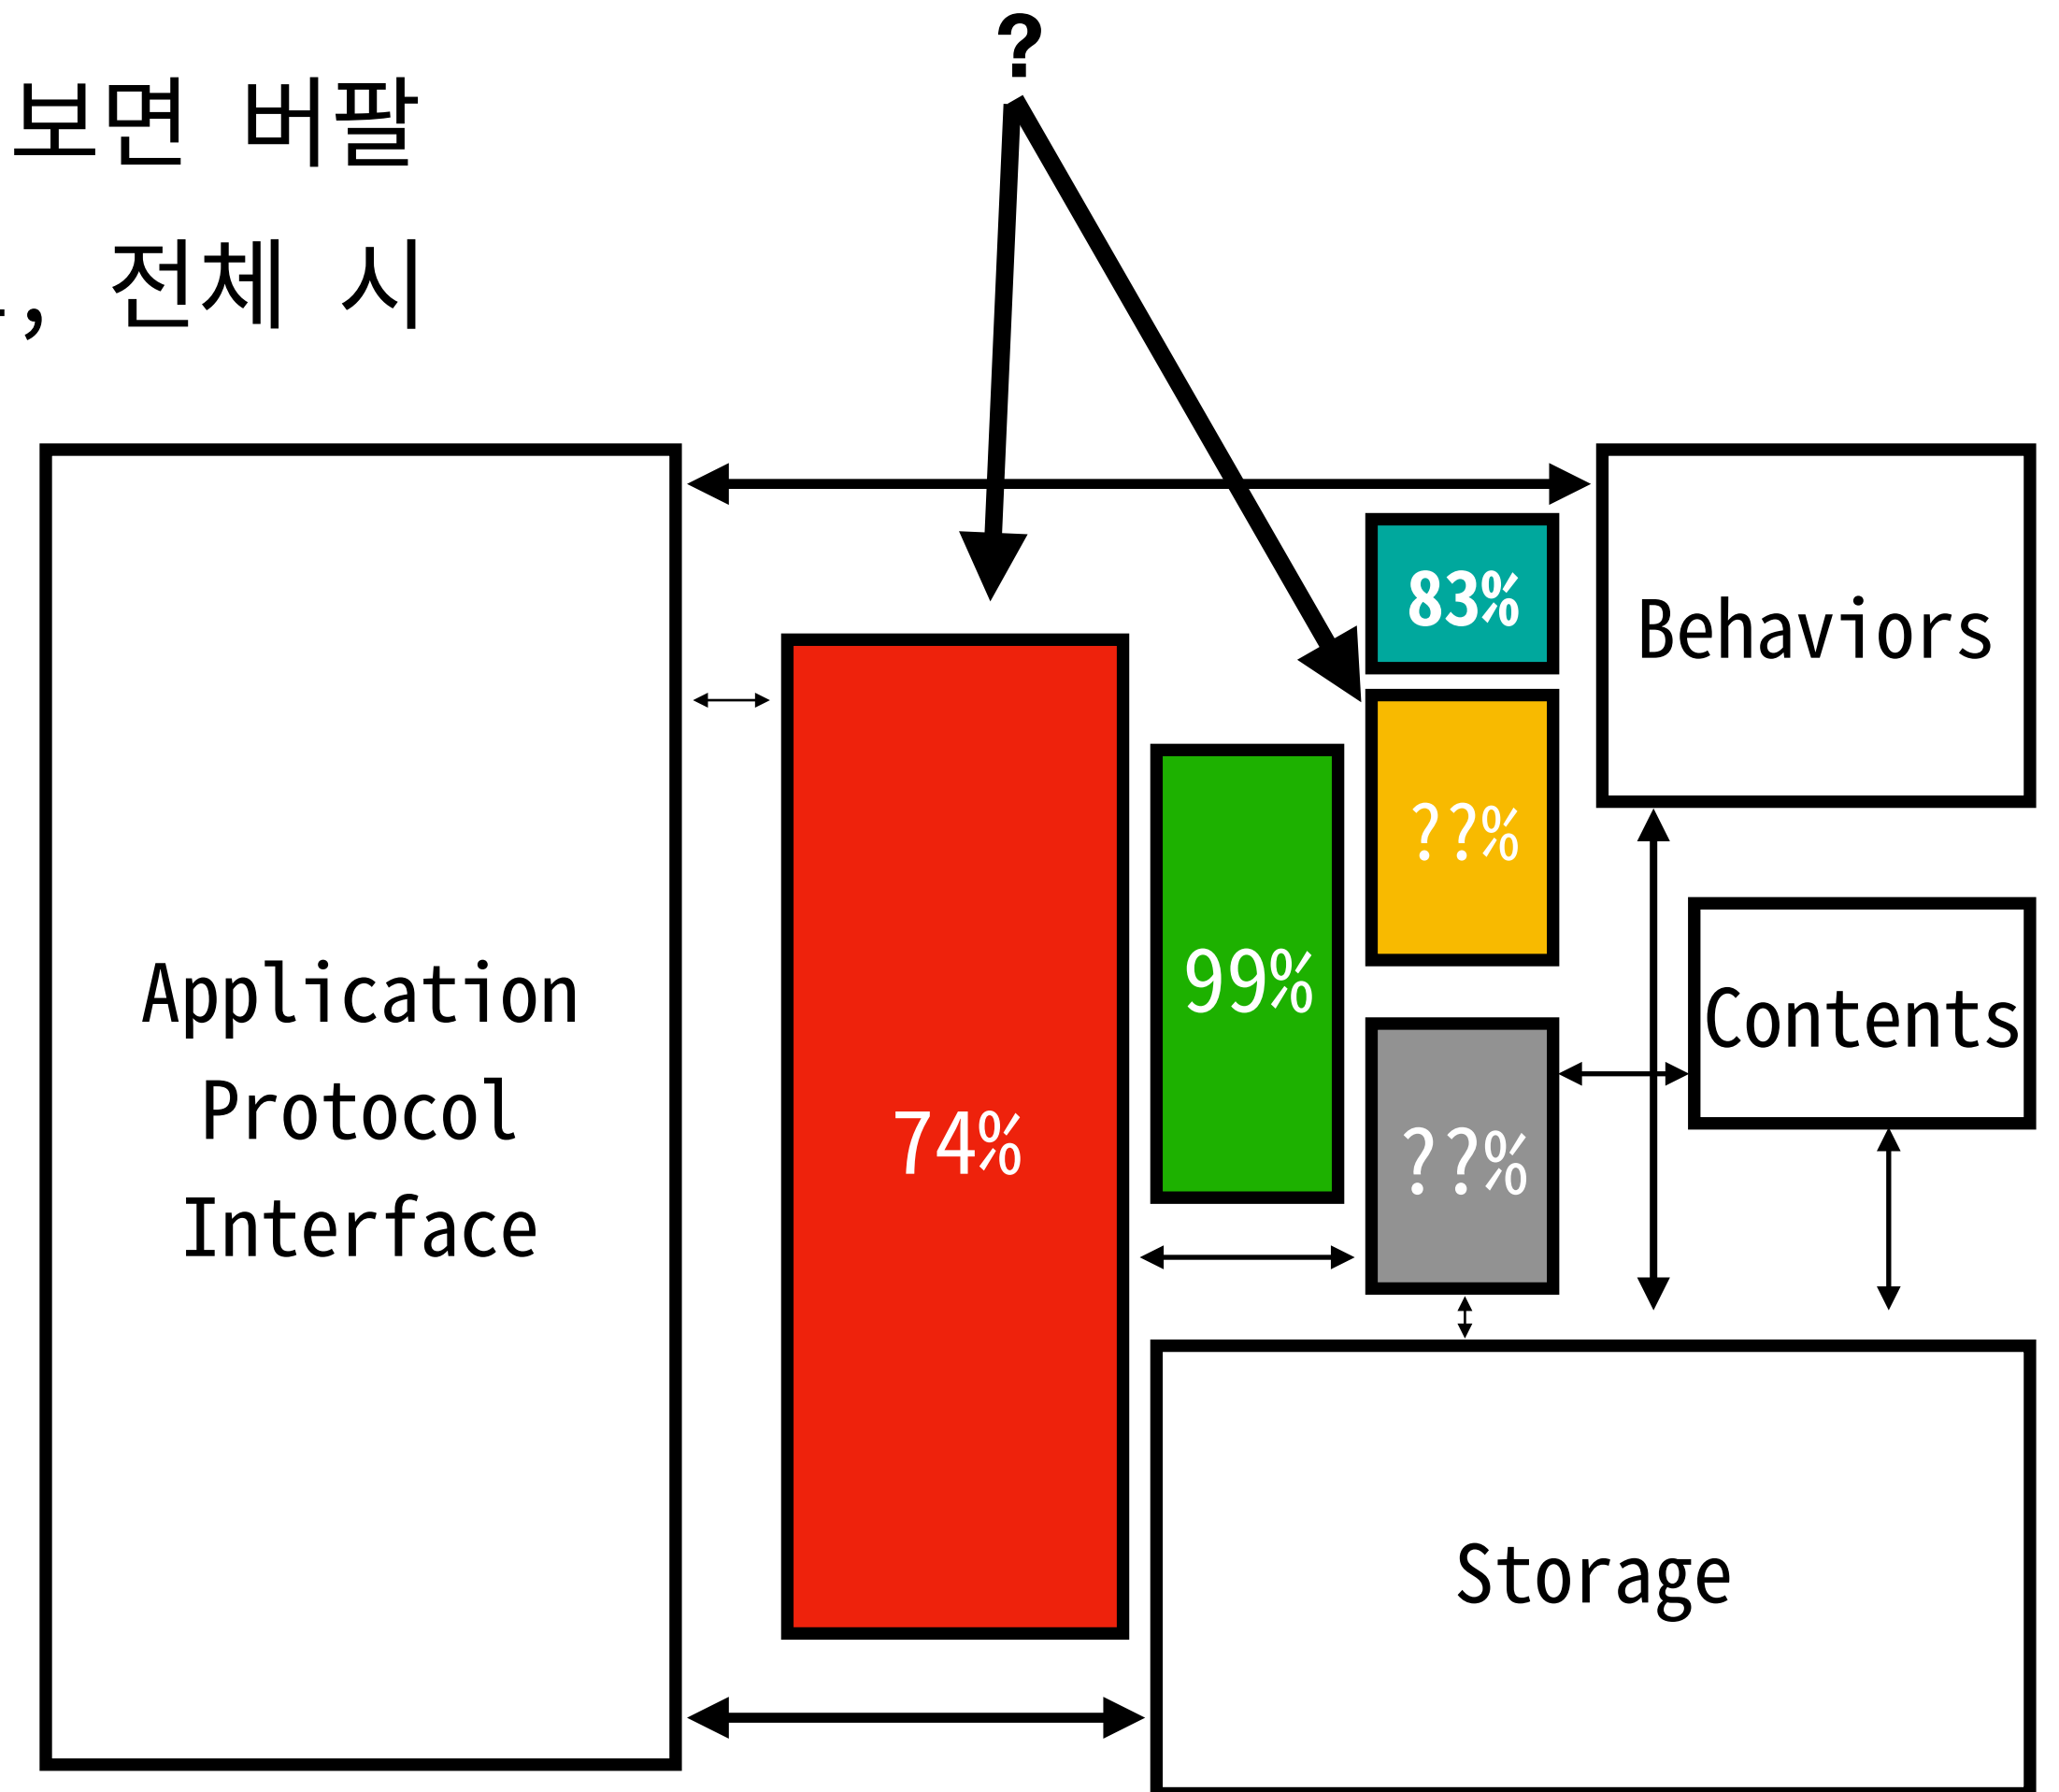 ?
보면 버팔
, 전체 시
83%
Behaviors
??%
99%
Contents
Application
Protocol
Interface
74%
??%
Storage